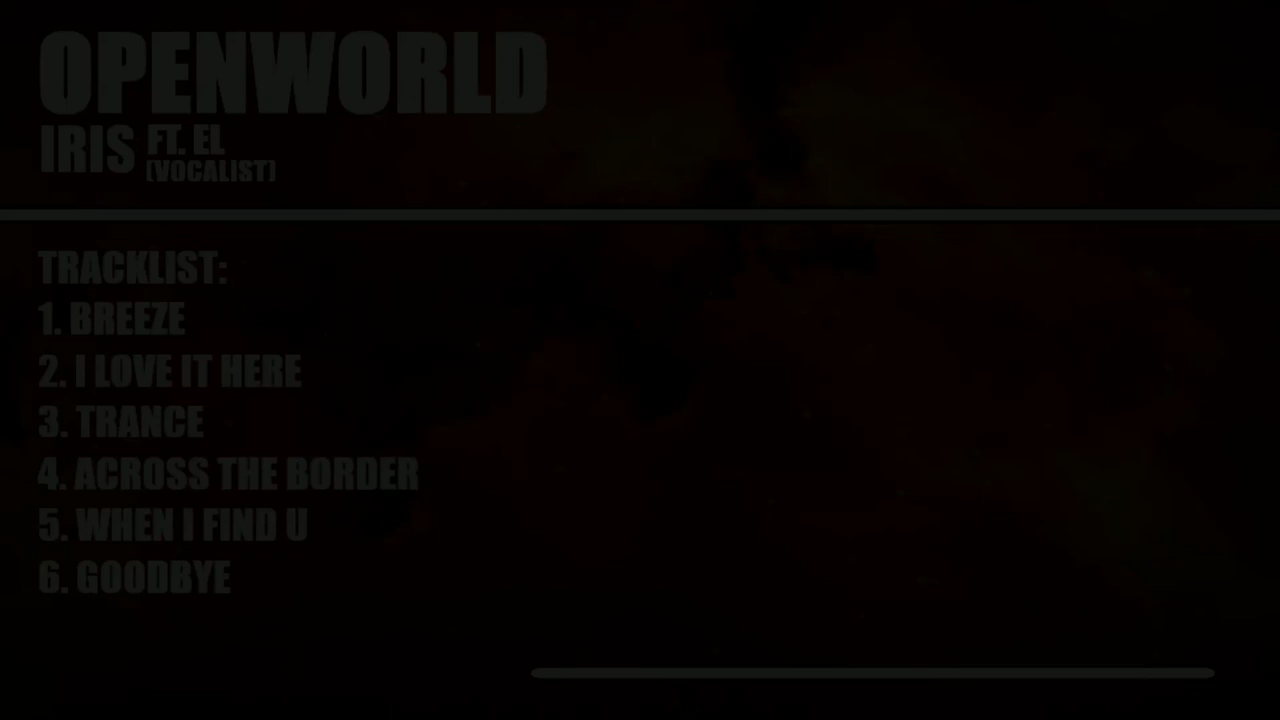 OPENWORLD
IRIS FT. EL
(VOCALIST)
TRACKLIST:
1. BREEZE
2. I LOVE IT HERE
3. TRANCE
4. ACROSS THE BORDER
5. WHEN I FIND U
6. GOODBYE